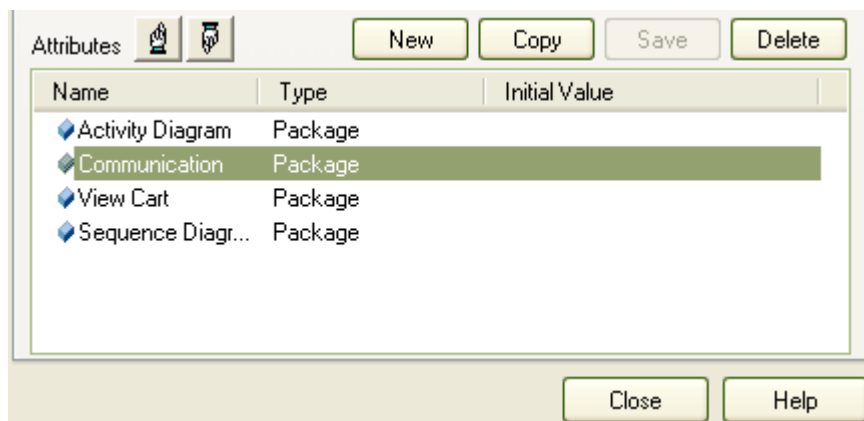 Attributes New Copy Save Delete
Name Type Initial Value
Activity Diagram Package
Communication Package
View Cart Package
Sequence Diagr... Package
Close Help